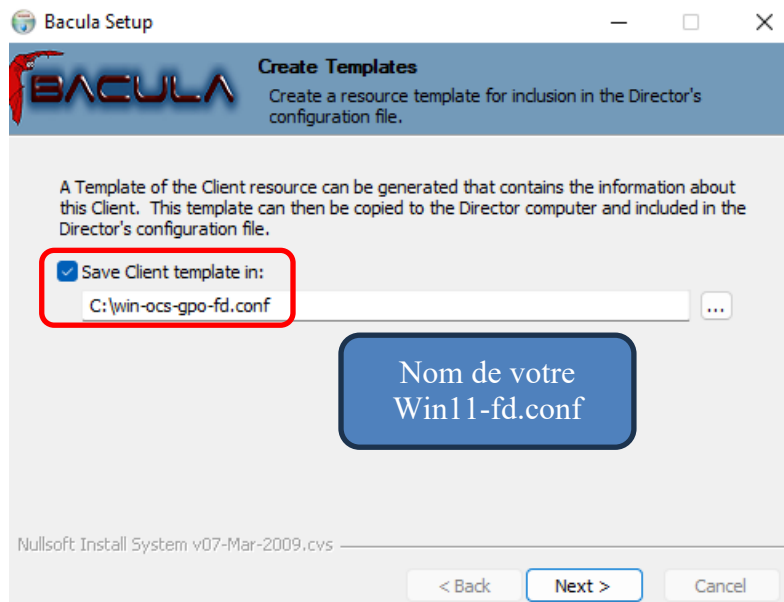 Bacula Setup
BACULA
Create Templates
Create a resource template for inclusion in the Director's
configuration file.
A Template of the Client resource can be generated that contains the information about
this Client. This template can then be copied to the Director computer and included in the
Director's configuration file.
Save Client template in:
C:\win-ocs-gpo-fd.conf
...
Nom de votre
Win11-fd.conf
Nullsoft Install System v07-Mar-2009.cvs
< Back
Next >
Cancel